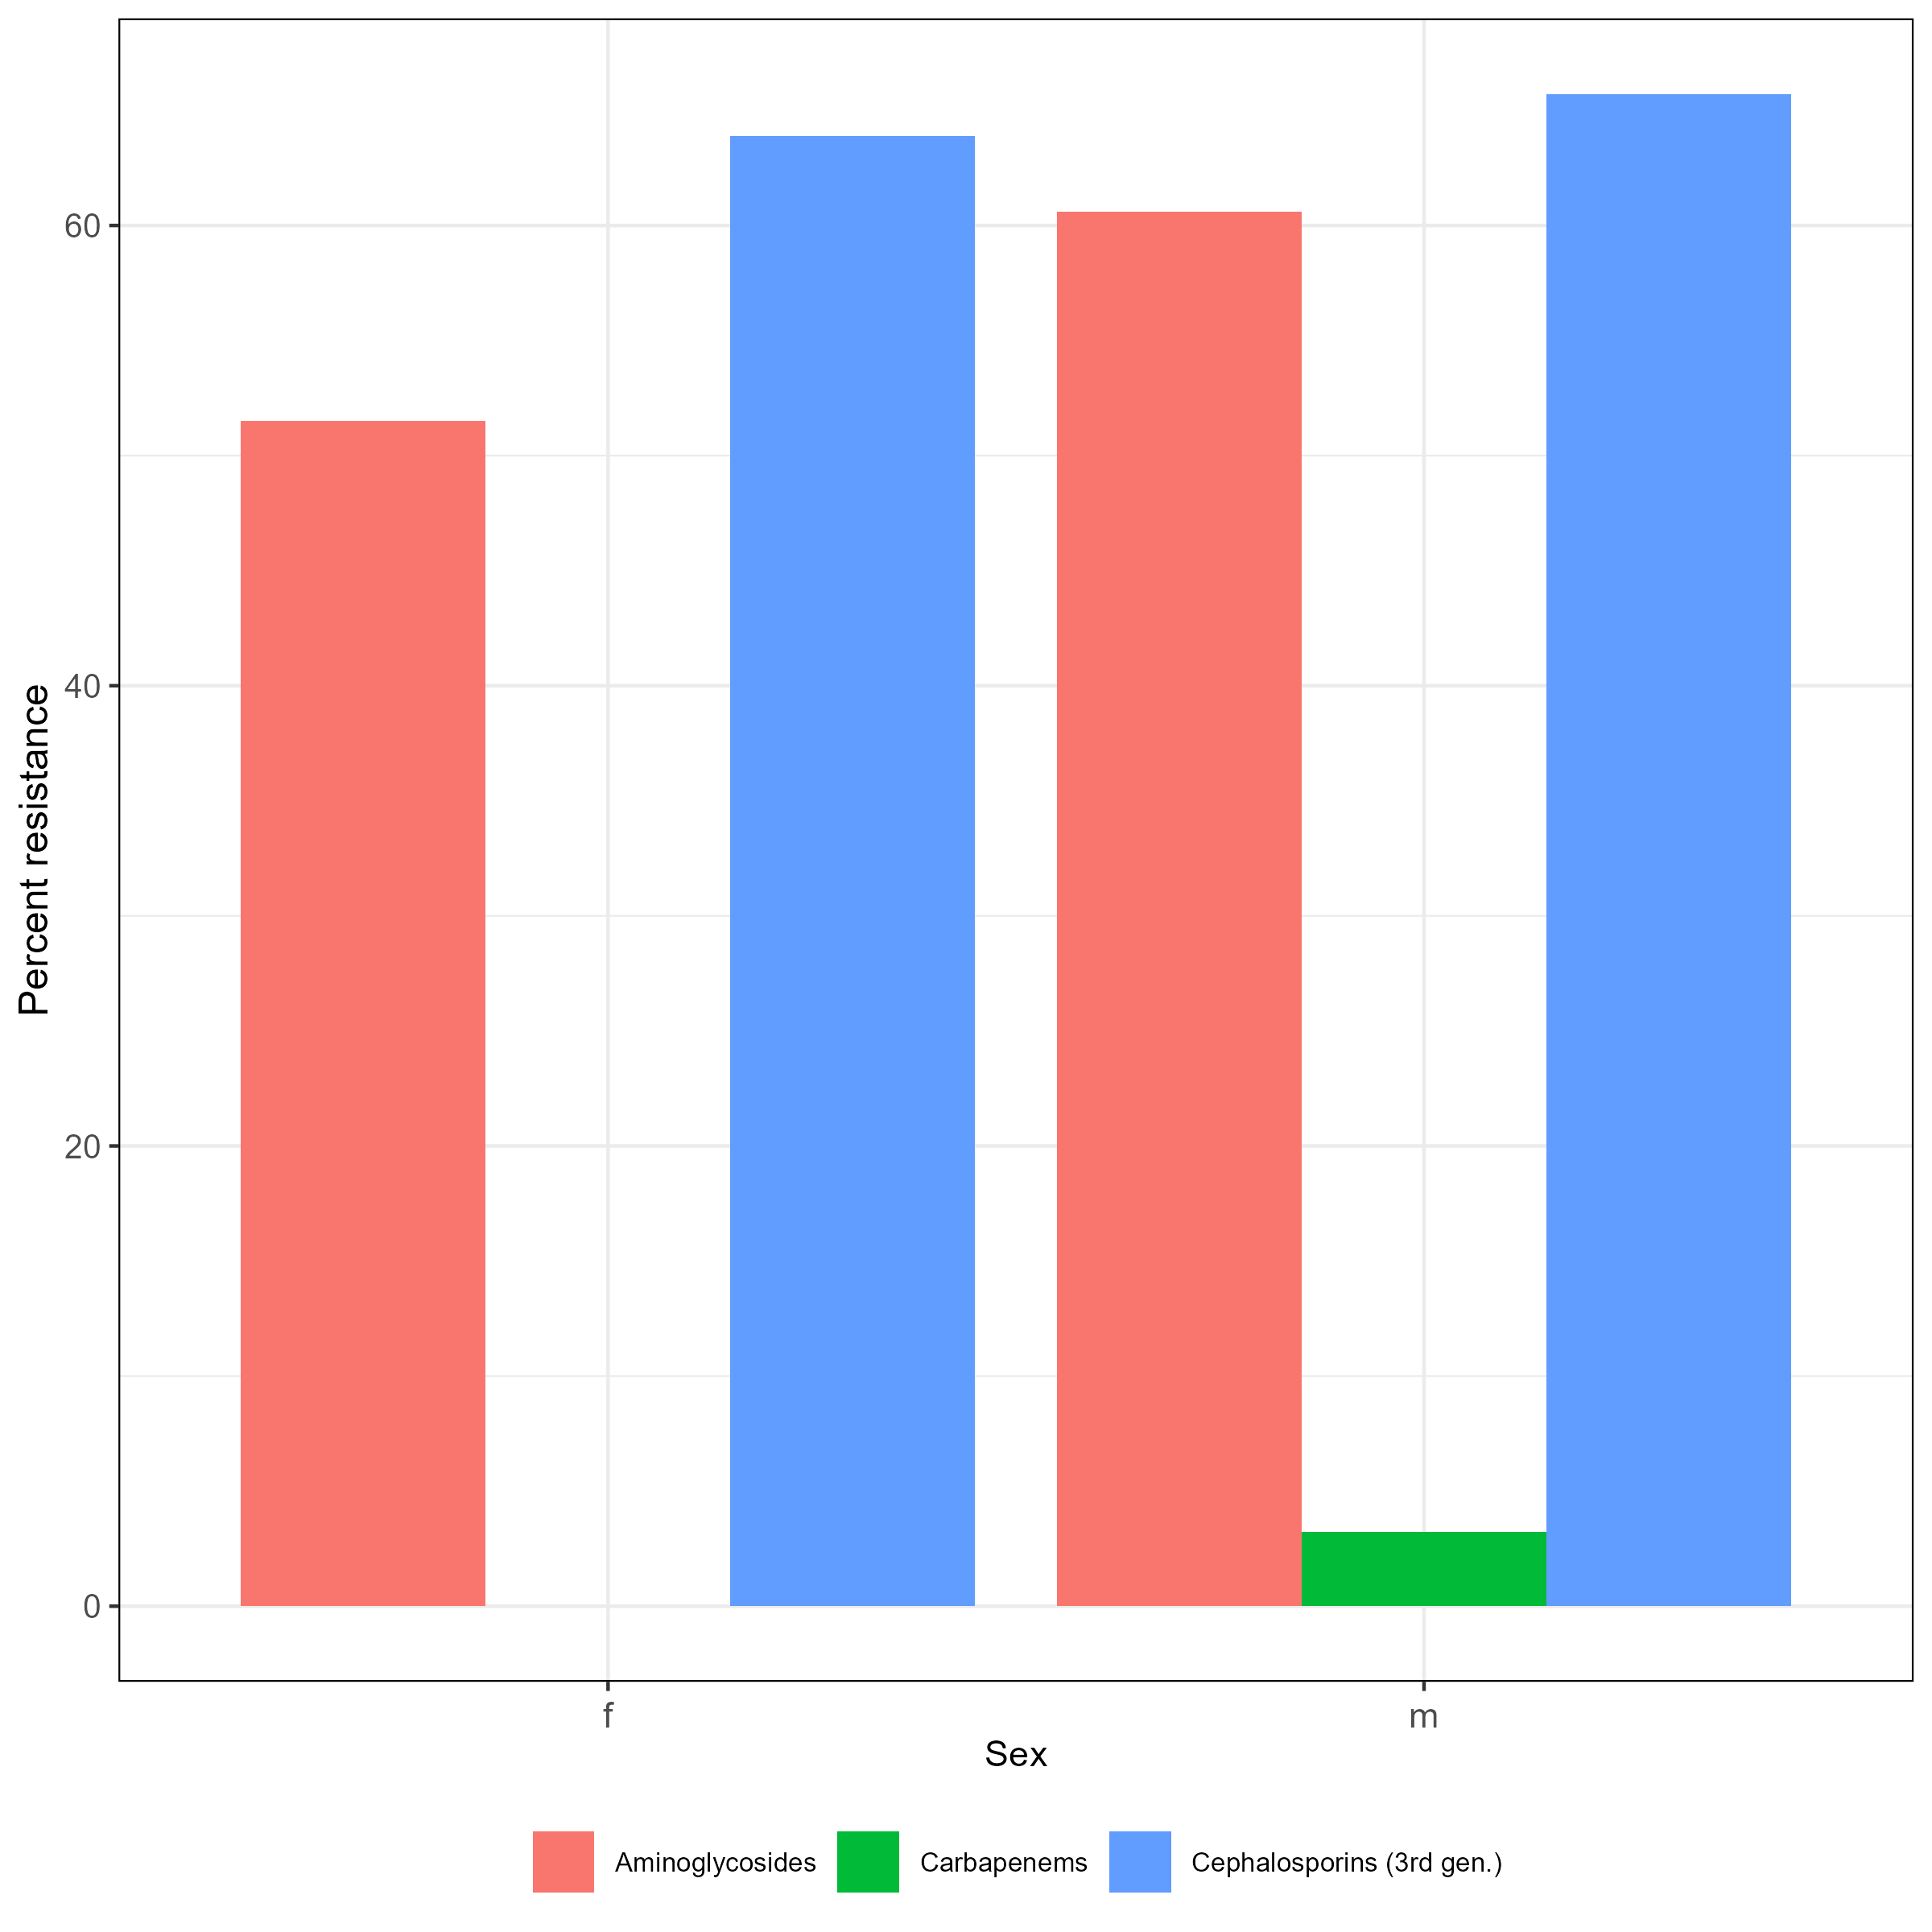 Percent resistance
60
40
20
0
f
m
Sex
Aminoglycosides
Carbapenems
Cephalosporins (3rd gen.)